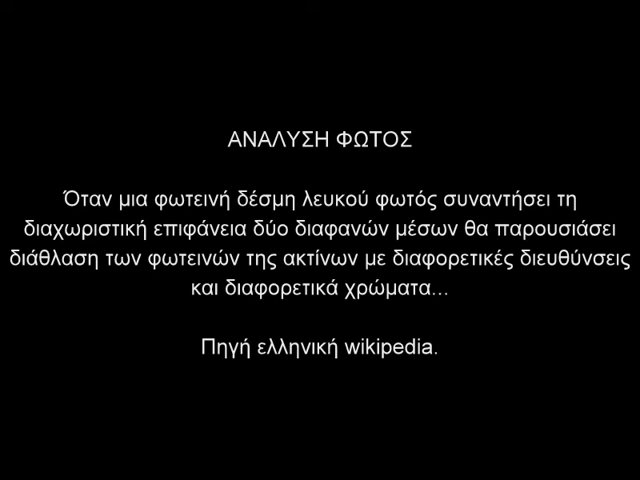 ΑΝΑΛΥΣΗ ΦΩΤΟΣ
Όταν μια φωτεινή δέσμη λευκού φωτός συναντήσει τη
διαχωριστική επιφάνεια δύο διαφανών μέσων θα παρουσιάσει
διάθλαση των φωτεινών της ακτίνων με διαφορετικές διευθύνσεις
και διαφορετικά χρώματα...
Πηγή ελληνική wikipedia.